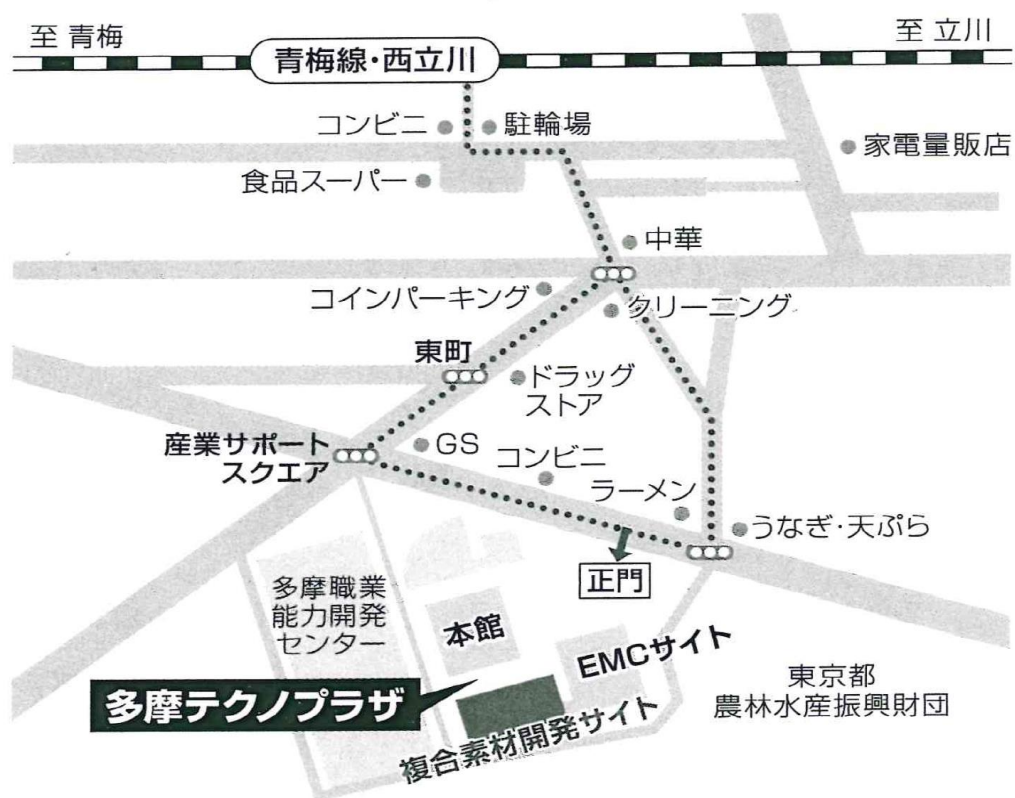 至 青梅
至 立川
青梅線・西立川
コンビニ
駐輪場
家電量販店
食品スーパー
中華
コインパーキング
クリーニング
東町
ドラッグ
ストア
産業サポート
スクエア
GS
コンビニ
ラーメン
うなぎ・天ぷら
正門
多摩職業
能力開発
センター
本館
EMCサイト
多摩テクノプラザ
複合素材開発サイト
東京都
農林水産振興財団